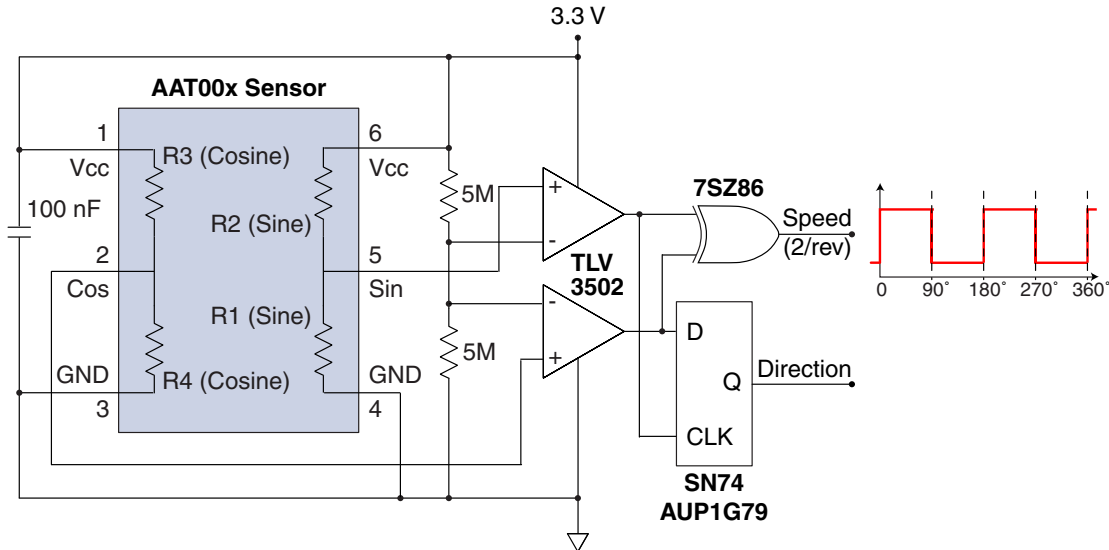 3.3 V
AAT00x Sensor
1
Vcc
R3 (Cosine)
6
Vcc
5M
100 nF
R2 (Sine)
2
Cos
5
Sin
R1 (Sine)
GND
3
R4 (Cosine)
GND
4
5M
+
-
TLV
3502
-
+
7SZ86
Speed
(2/rev)
D
Q
CLK
Direction
SN74
AUP1G79
0 90° 180° 270° 360°